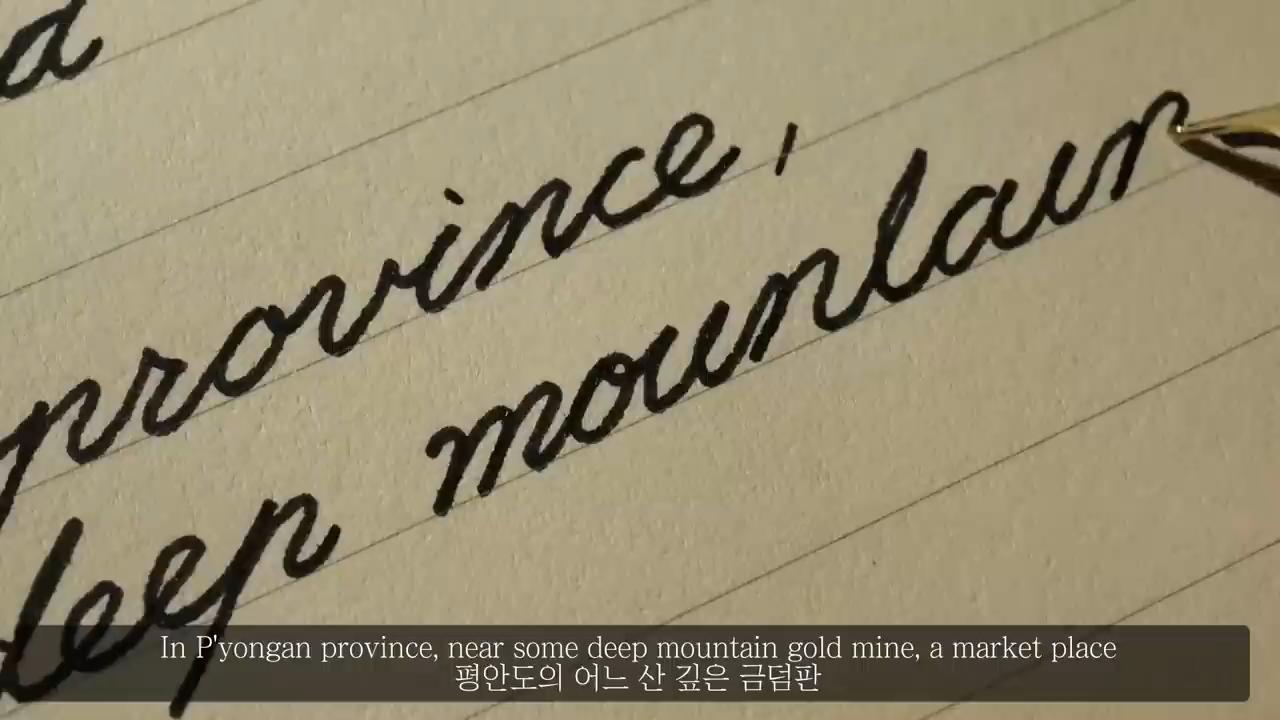 d
province,
deep mountain
In P'yongan province, near some deep mountain gold mine, a market place
평안도의 어느 산 깊은 금덤판